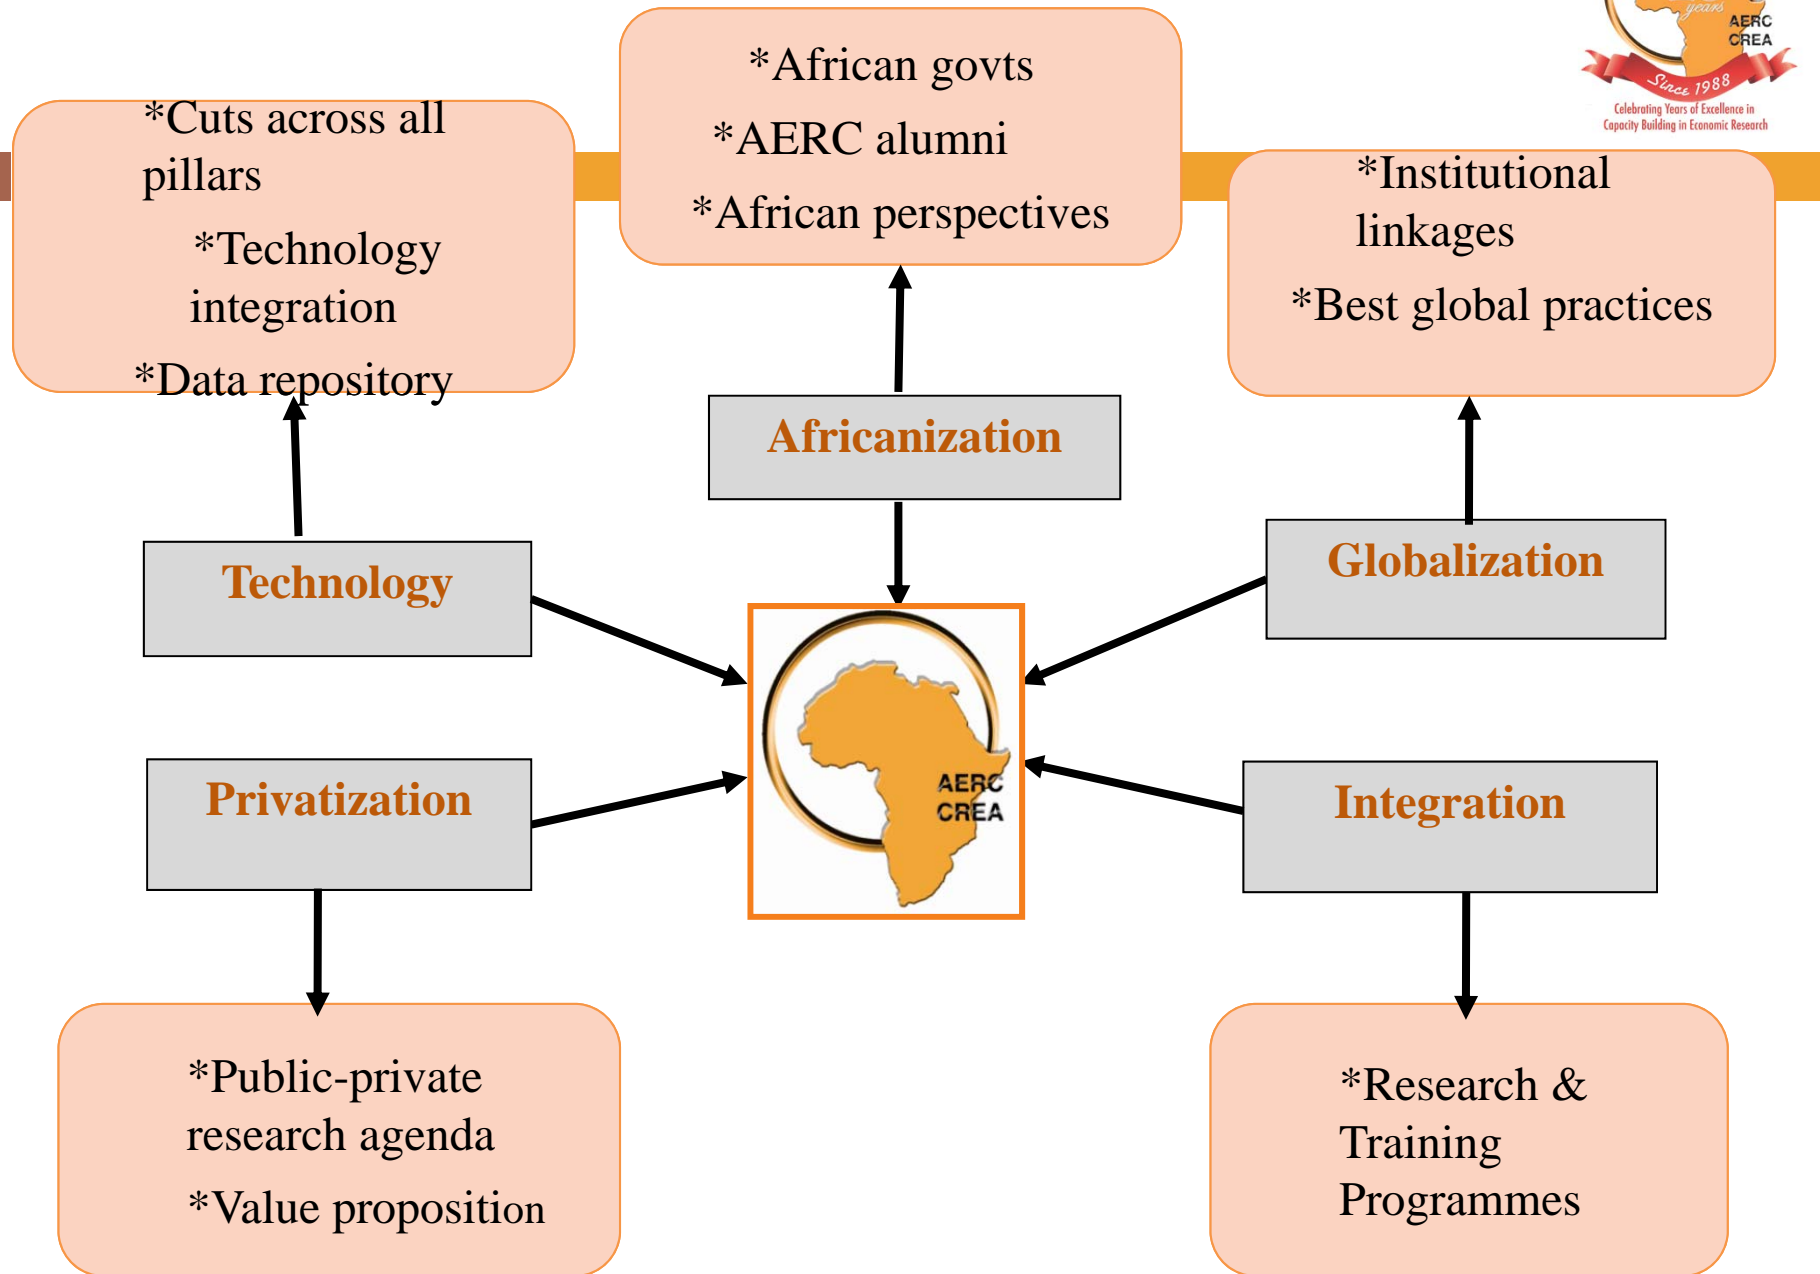 years
AERC
CREA
Since 1988
Celebrating Years of Excellence in
Capacity Building in Economic Research
*Cuts across all
pillars
*Technology
integration
*Data repository
*African govts
*AERC alumni
*African perspectives
*Institutional
linkages
*Best global practices
Africanization
Technology
Globalization
AERC
CREA
Privatization
Integration
*Public-private
research agenda
*Value proposition
*Research &
Training
Programmes